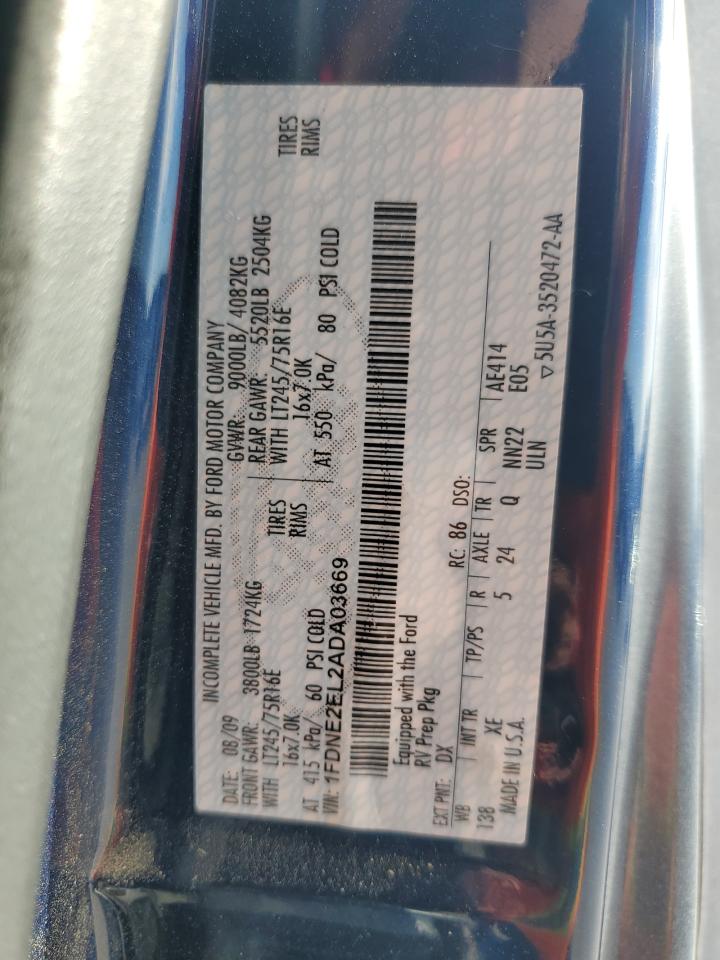 INCOMPLETE VEHICLE MFD. BY FORD MOTOR COMPANY
DATE: 08/09 GVWR: 9000LB/ 4082KG
FRONT GAWR: 3800LB 1724KG REAR GAWR: 5520LB 2504KG
WITH LT245/75R16E TIRES WITH LT245/75R16E TIRES
16x7.0K RIMS 16x7.0K RIMS
AT 415 kPa/ 60 PSI COLD AT 550 kPa/ 80 PSI COLD
VIN: 1FDNE2EL2ADA03669
Equipped with the Ford
RV Prep Pkg
EXT PNT: DX RC: 86 DSO:
WB INT TR TP/PS R AXLE TR SPR AE414
138 XE 5 24 Q NN22 E05
MADE IN U.S.A. ULN
▽5U5A-3520472-AA